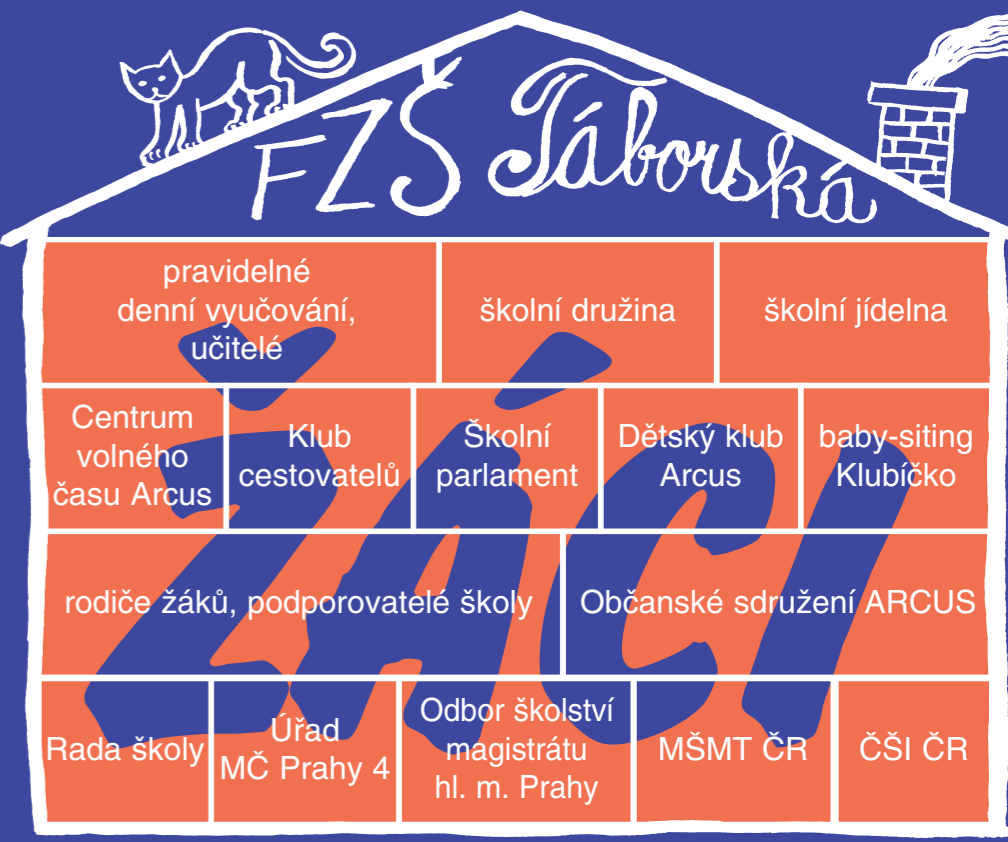 FZŠ Táborská
pravidelné
denní vyučování,
učitelé
školní družina
školní jídelna
Centrum
volného
času Arcus
Klub
cestovatelů
Školní
parlament
Dětský klub
Arcus
baby-siting
Klubíčko
ŽÁCI
rodiče žáků, podporovatelé školy
Občanské sdružení ARCUS
Rada školy
Úřad
MČ Prahy 4
Odbor školství
magistrátu
hl. m. Prahy
MŠMT ČR
ČŠI ČR